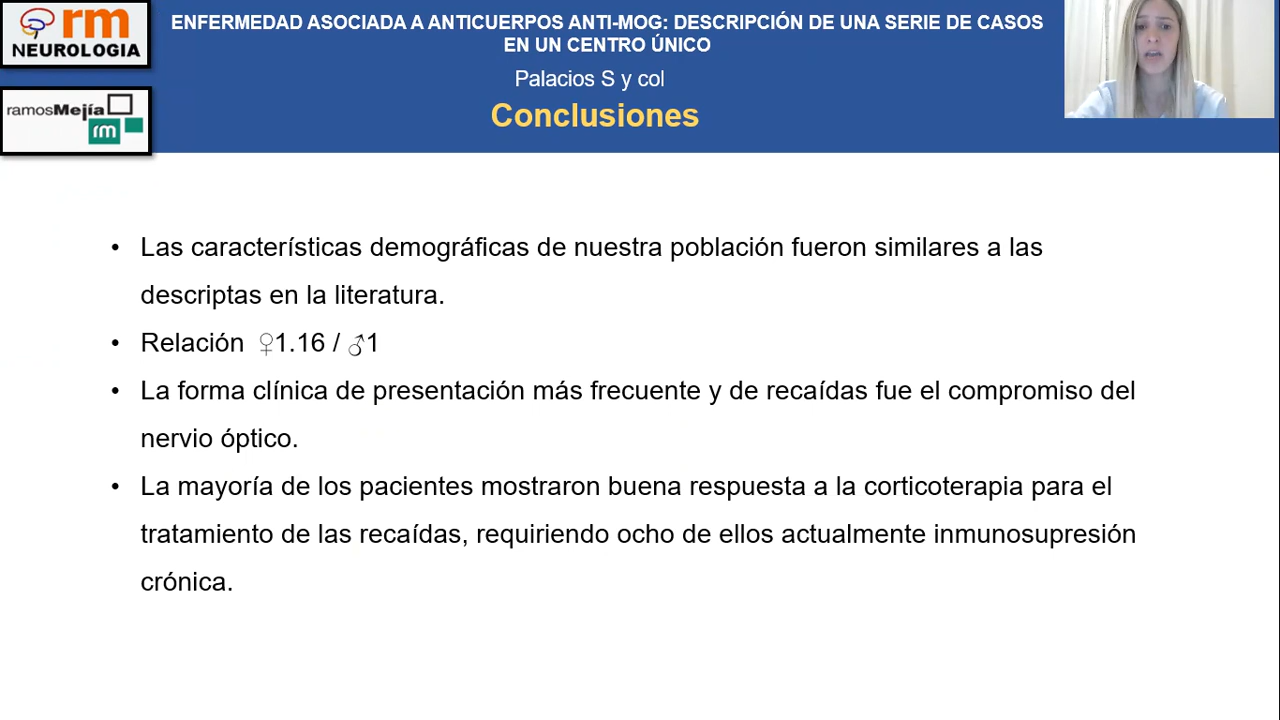 rm
NEUROLOGIA
ramosMejía
rm
ENFERMEDAD ASOCIADA A ANTICUERPOS ANTI-MOG: DESCRIPCIÓN DE UNA SERIE DE CASOS
EN UN CENTRO ÚNICO
Palacios S y col
Conclusiones
• Las características demográficas de nuestra población fueron similares a las
descriptas en la literatura.
• Relación ♀1.16 / ♂1
• La forma clínica de presentación más frecuente y de recaídas fue el compromiso del
nervio óptico.
• La mayoría de los pacientes mostraron buena respuesta a la corticoterapia para el
tratamiento de las recaídas, requiriendo ocho de ellos actualmente inmunosupresión
crónica.